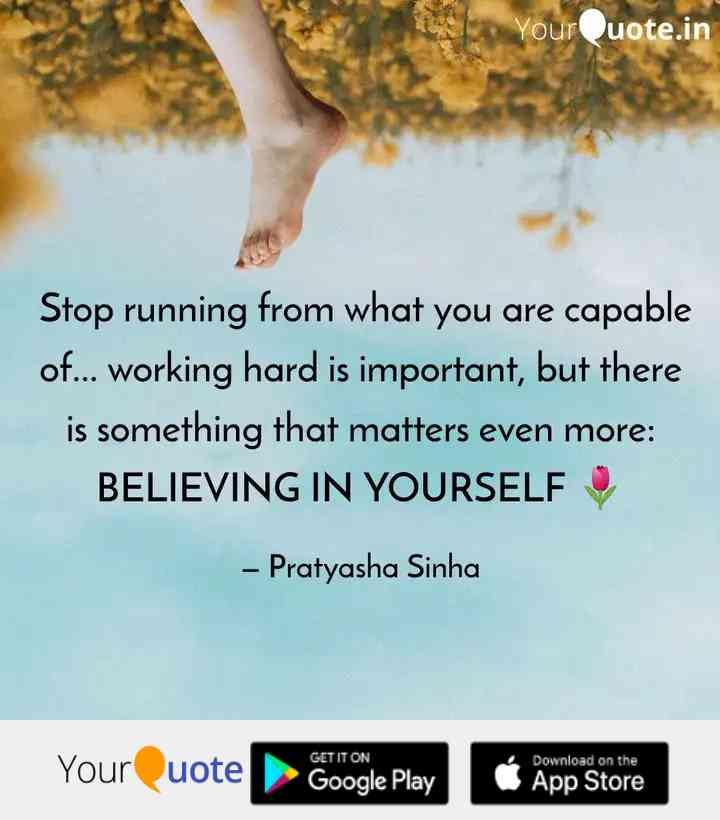 YourQuote.in
Stop running from what you are capable
of... working hard is important, but there
is something that matters even more:
BELIEVING IN YOURSELF 🌷
– Pratyasha Sinha
YourQuote
GET IT ON
Google Play
Download on the
App Store